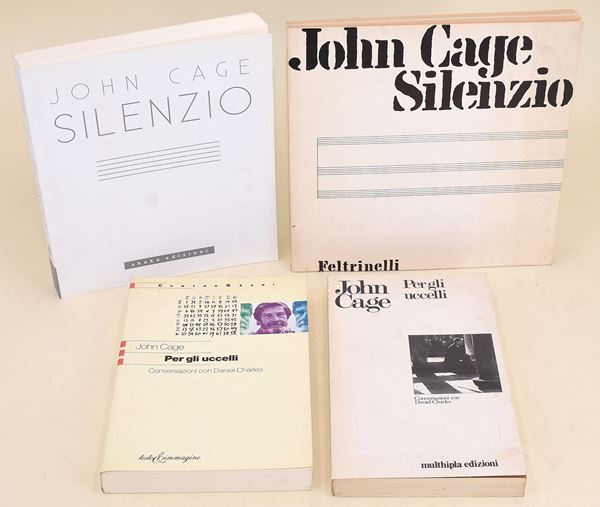 JOHN CAGE
SILENZIO
shake edizioni
John Cage
Silenzio
Feltrinelli
ControSegni
John Cage
Per gli uccelli
Conversazioni con Daniel Charles
testo&immagine
John
Cage
Per gli
uccelli
Conversazioni con
Daniel Charles
multhipla edizioni